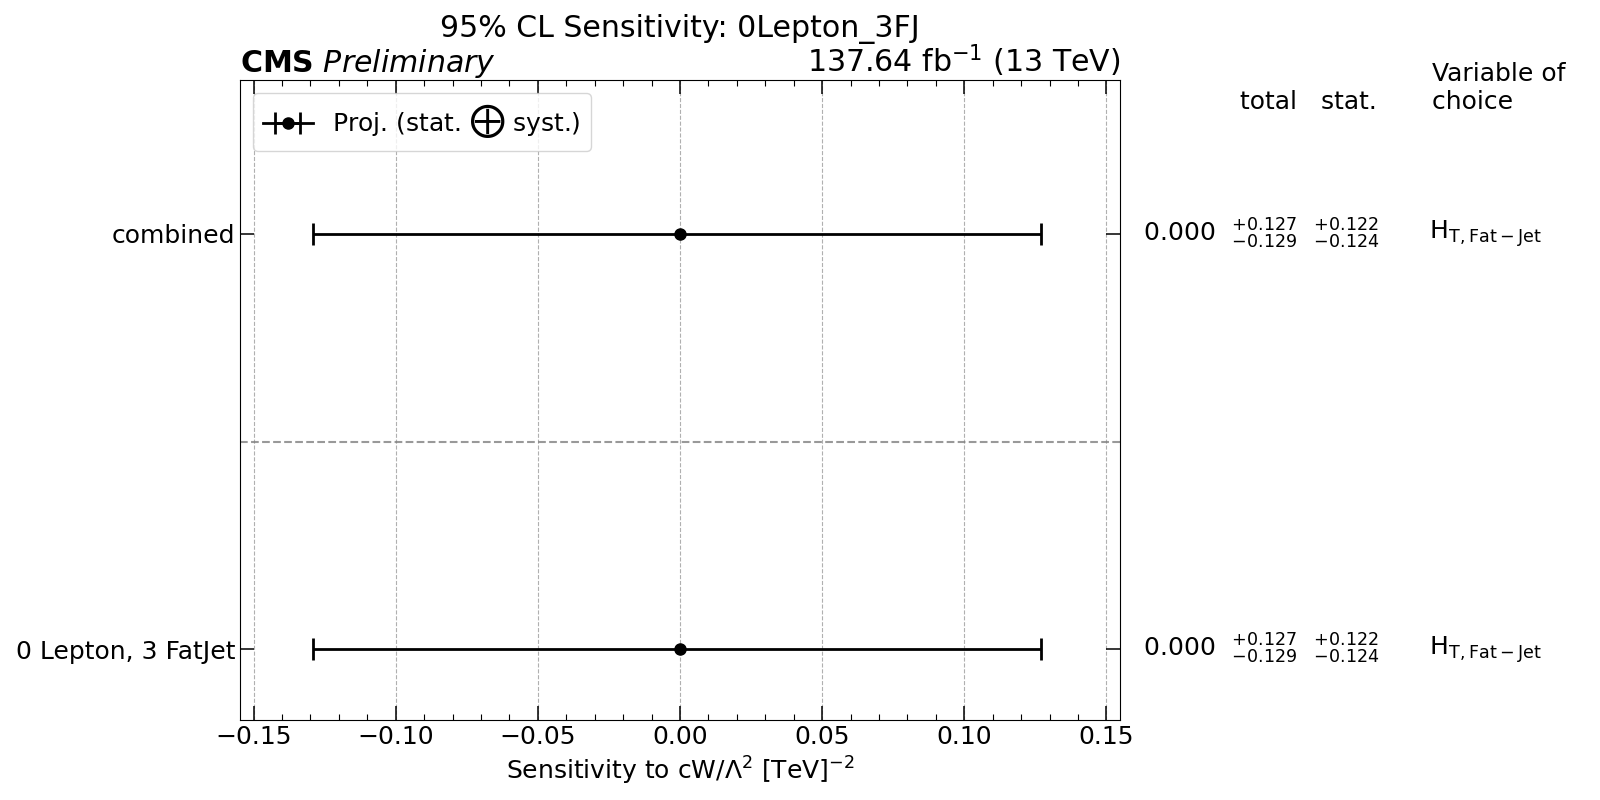 95% CL Sensitivity: 0Lepton_3FJ
CMS Preliminary 137.64 fb⁻¹ (13 TeV)
total stat. Variable of
choice
Proj. (stat. ⊕ syst.)
combined 0.000 +0.127 −0.129 +0.122 −0.124 H_T, Fat − Jet
0 Lepton, 3 FatJet 0.000 +0.127 −0.129 +0.122 −0.124 H_T, Fat − Jet
−0.15 −0.10 −0.05 0.00 0.05 0.10 0.15
Sensitivity to cW/Λ² [TeV]⁻²